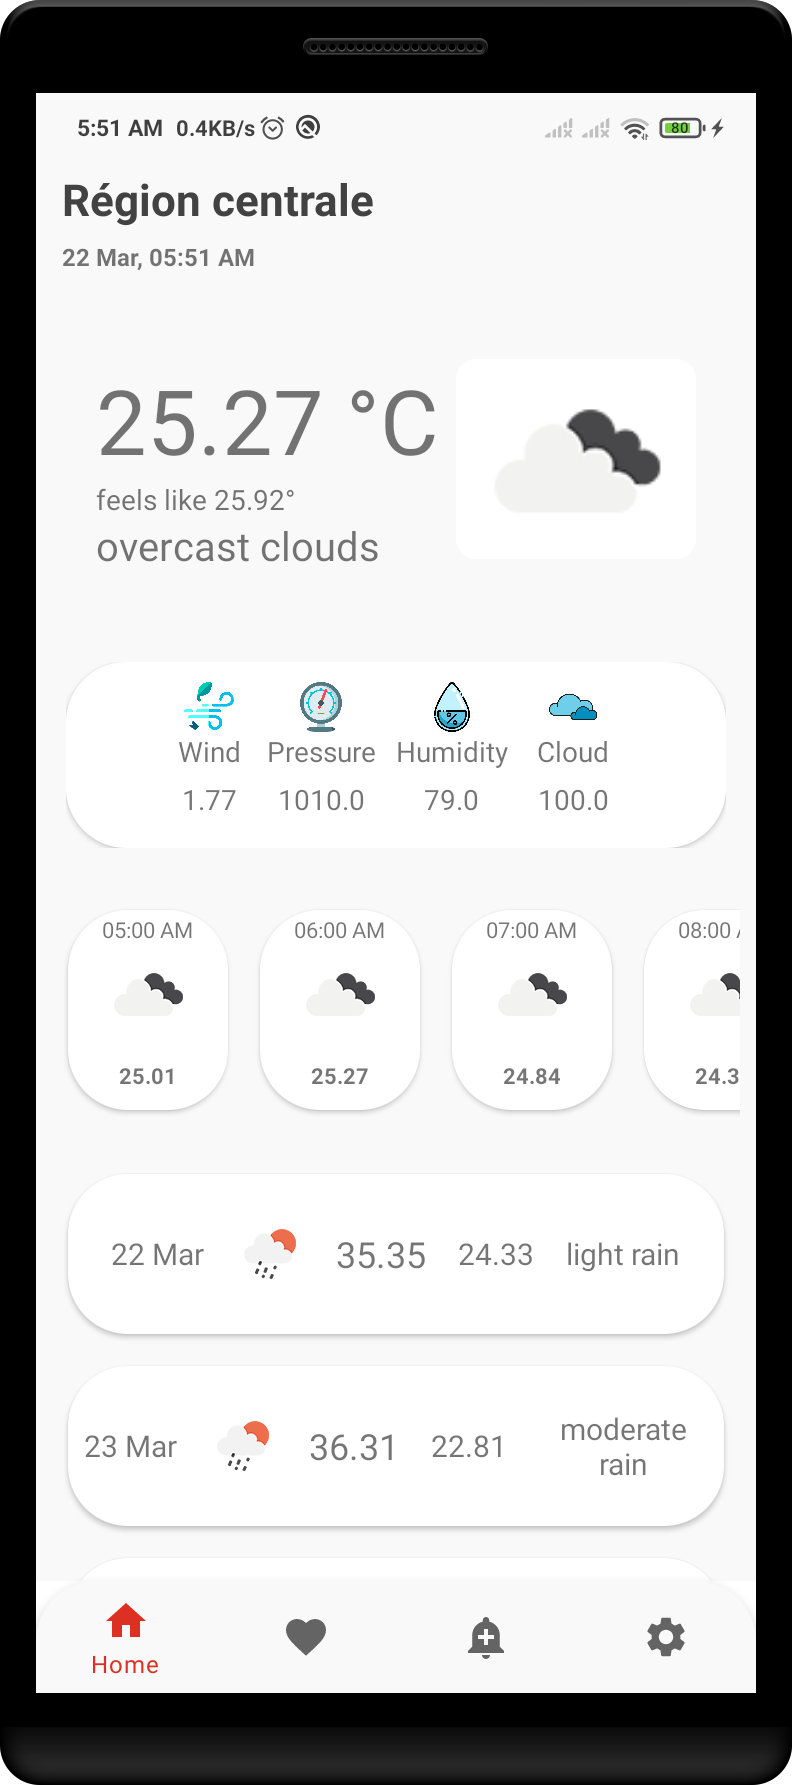 5:51 AM 0.4KB/s 80
Région centrale
22 Mar, 05:51 AM
25.27 °C
feels like 25.92°
overcast clouds
Wind Pressure Humidity Cloud
1.77 1010.0 79.0 100.0
05:00 AM 06:00 AM 07:00 AM 08:00
25.01 25.27 24.84 24.3
22 Mar 35.35 24.33 light rain
23 Mar 36.31 22.81 moderate
rain
Home